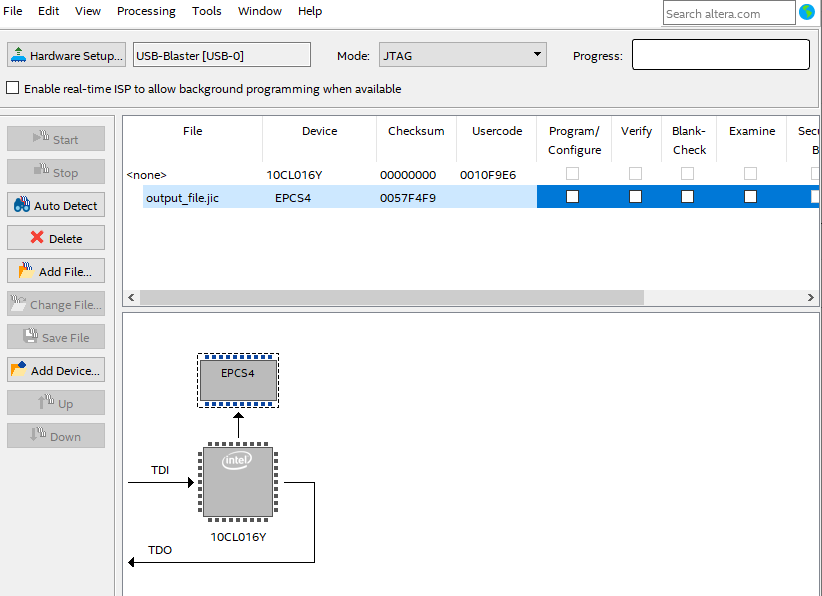 File Edit View Processing Tools Window Help
Search altera.com
Hardware Setup... USB-Blaster [USB-0] Mode: JTAG Progress:
Enable real-time ISP to allow background programming when available
Start
Stop
Auto Detect
Delete
Add File...
Change File...
Save File
Add Device...
Up
Down
File Device Checksum Usercode Program/ Verify Blank- Examine Secu
Configure Check B
<none> 10CL016Y 00000000 0010F9E6
output_file.jic EPCS4 0057F4F9
EPCS4
TDI
intel
10CL016Y
TDO